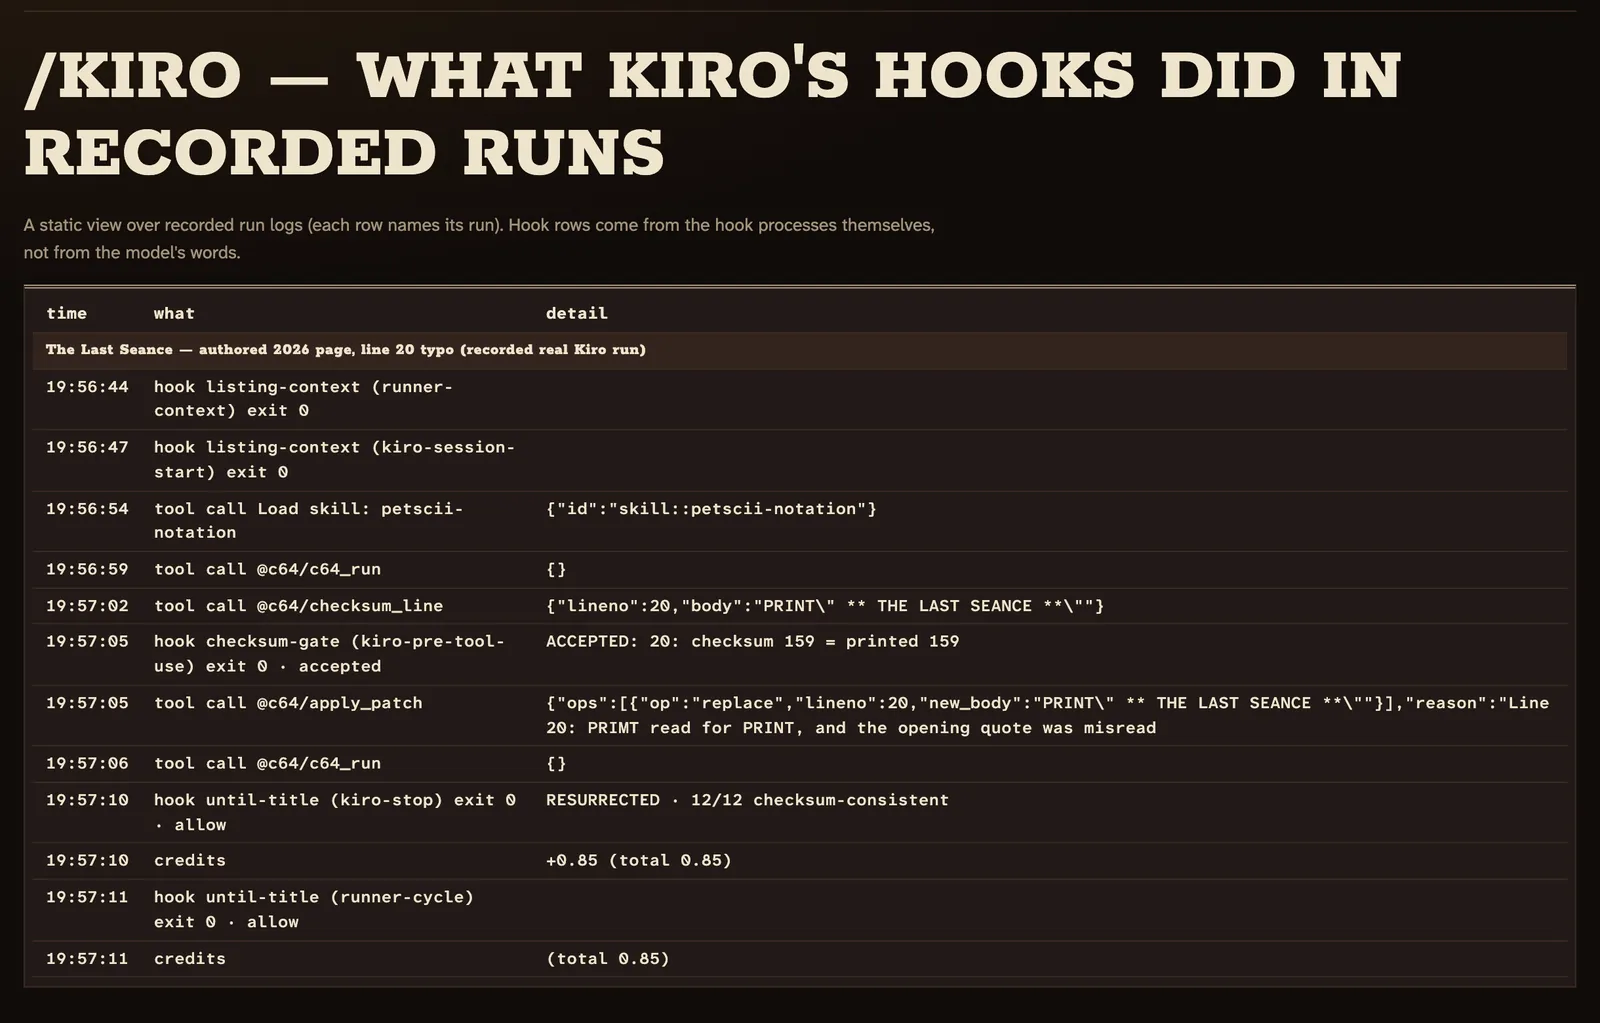 /KIRO — WHAT KIRO'S HOOKS DID IN
RECORDED RUNS
A static view over recorded run logs (each row names its run). Hook rows come from the hook processes themselves,
not from the model's words.
time what detail
The Last Seance — authored 2026 page, line 20 typo (recorded real Kiro run)
19:56:44 hook listing-context (runner-
context) exit 0
19:56:47 hook listing-context (kiro-session-
start) exit 0
19:56:54 tool call Load skill: petscii- {"id":"skill::petscii-notation"}
notation
19:56:59 tool call @c64/c64_run {}
19:57:02 tool call @c64/checksum_line {"lineno":20,"body":"PRINT\" ** THE LAST SEANCE **\""}
19:57:05 hook checksum-gate (kiro-pre-tool- ACCEPTED: 20: checksum 159 = printed 159
use) exit 0 · accepted
19:57:05 tool call @c64/apply_patch {"ops":[{"op":"replace","lineno":20,"new_body":"PRINT\" ** THE LAST SEANCE **\""}],"reason":"Line
20: PRIMT read for PRINT, and the opening quote was misread
19:57:06 tool call @c64/c64_run {}
19:57:10 hook until-title (kiro-stop) exit 0 RESURRECTED · 12/12 checksum-consistent
· allow
19:57:10 credits +0.85 (total 0.85)
19:57:11 hook until-title (runner-cycle)
exit 0 · allow
19:57:11 credits (total 0.85)